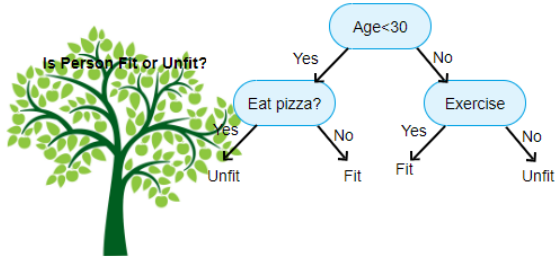 Age<30
Is Person Fit or Unfit?
Yes
No
Eat pizza?
Exercise
Yes
No
Yes
No
Unfit
Fit
Fit
Unfit